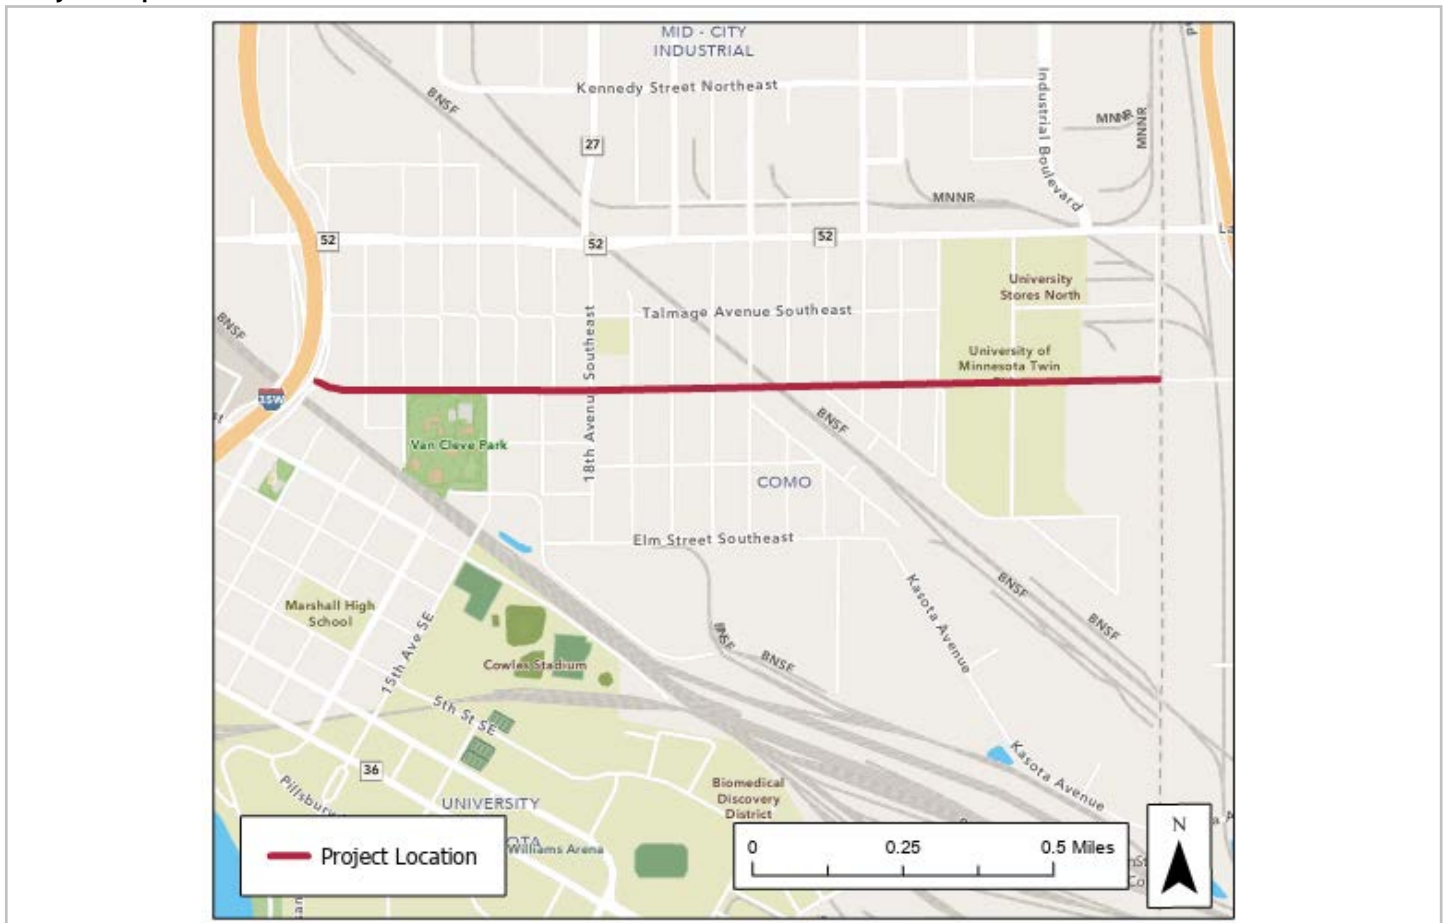 MID - CITY
INDUSTRIAL
Kennedy Street Northeast
BNSF
27
Industrial Boulevard
MNNR
MNNR
MNNR
52
52
52
University
Stores North
BNSF
Talmage Avenue Southeast
18th Avenue Southeast
University of
Minnesota Twin
35W
BNSF
Van Cleve Park
COMO
Elm Street Southeast
Kasota Avenue
BNSF
BNSF
Marshall High
School
15th Ave SE
BNSF
BNSF
Cowles Stadium
5th St SE
36
Kasota Avenue
Biomedical
Discovery
District
UNIVERSITY
OTA
Williams Arena
Project Location
0 0.25 0.5 Miles
N